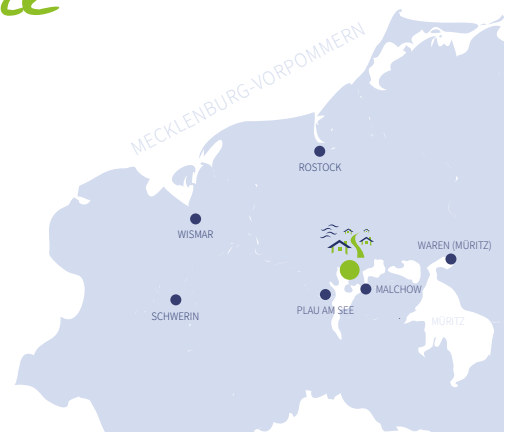 MECKLENBURG-VORPOMMERN
ROSTOCK
WISMAR
WAREN (MÜRITZ)
MALCHOW
PLAU AM SEE
SCHWERIN
MÜRITZ